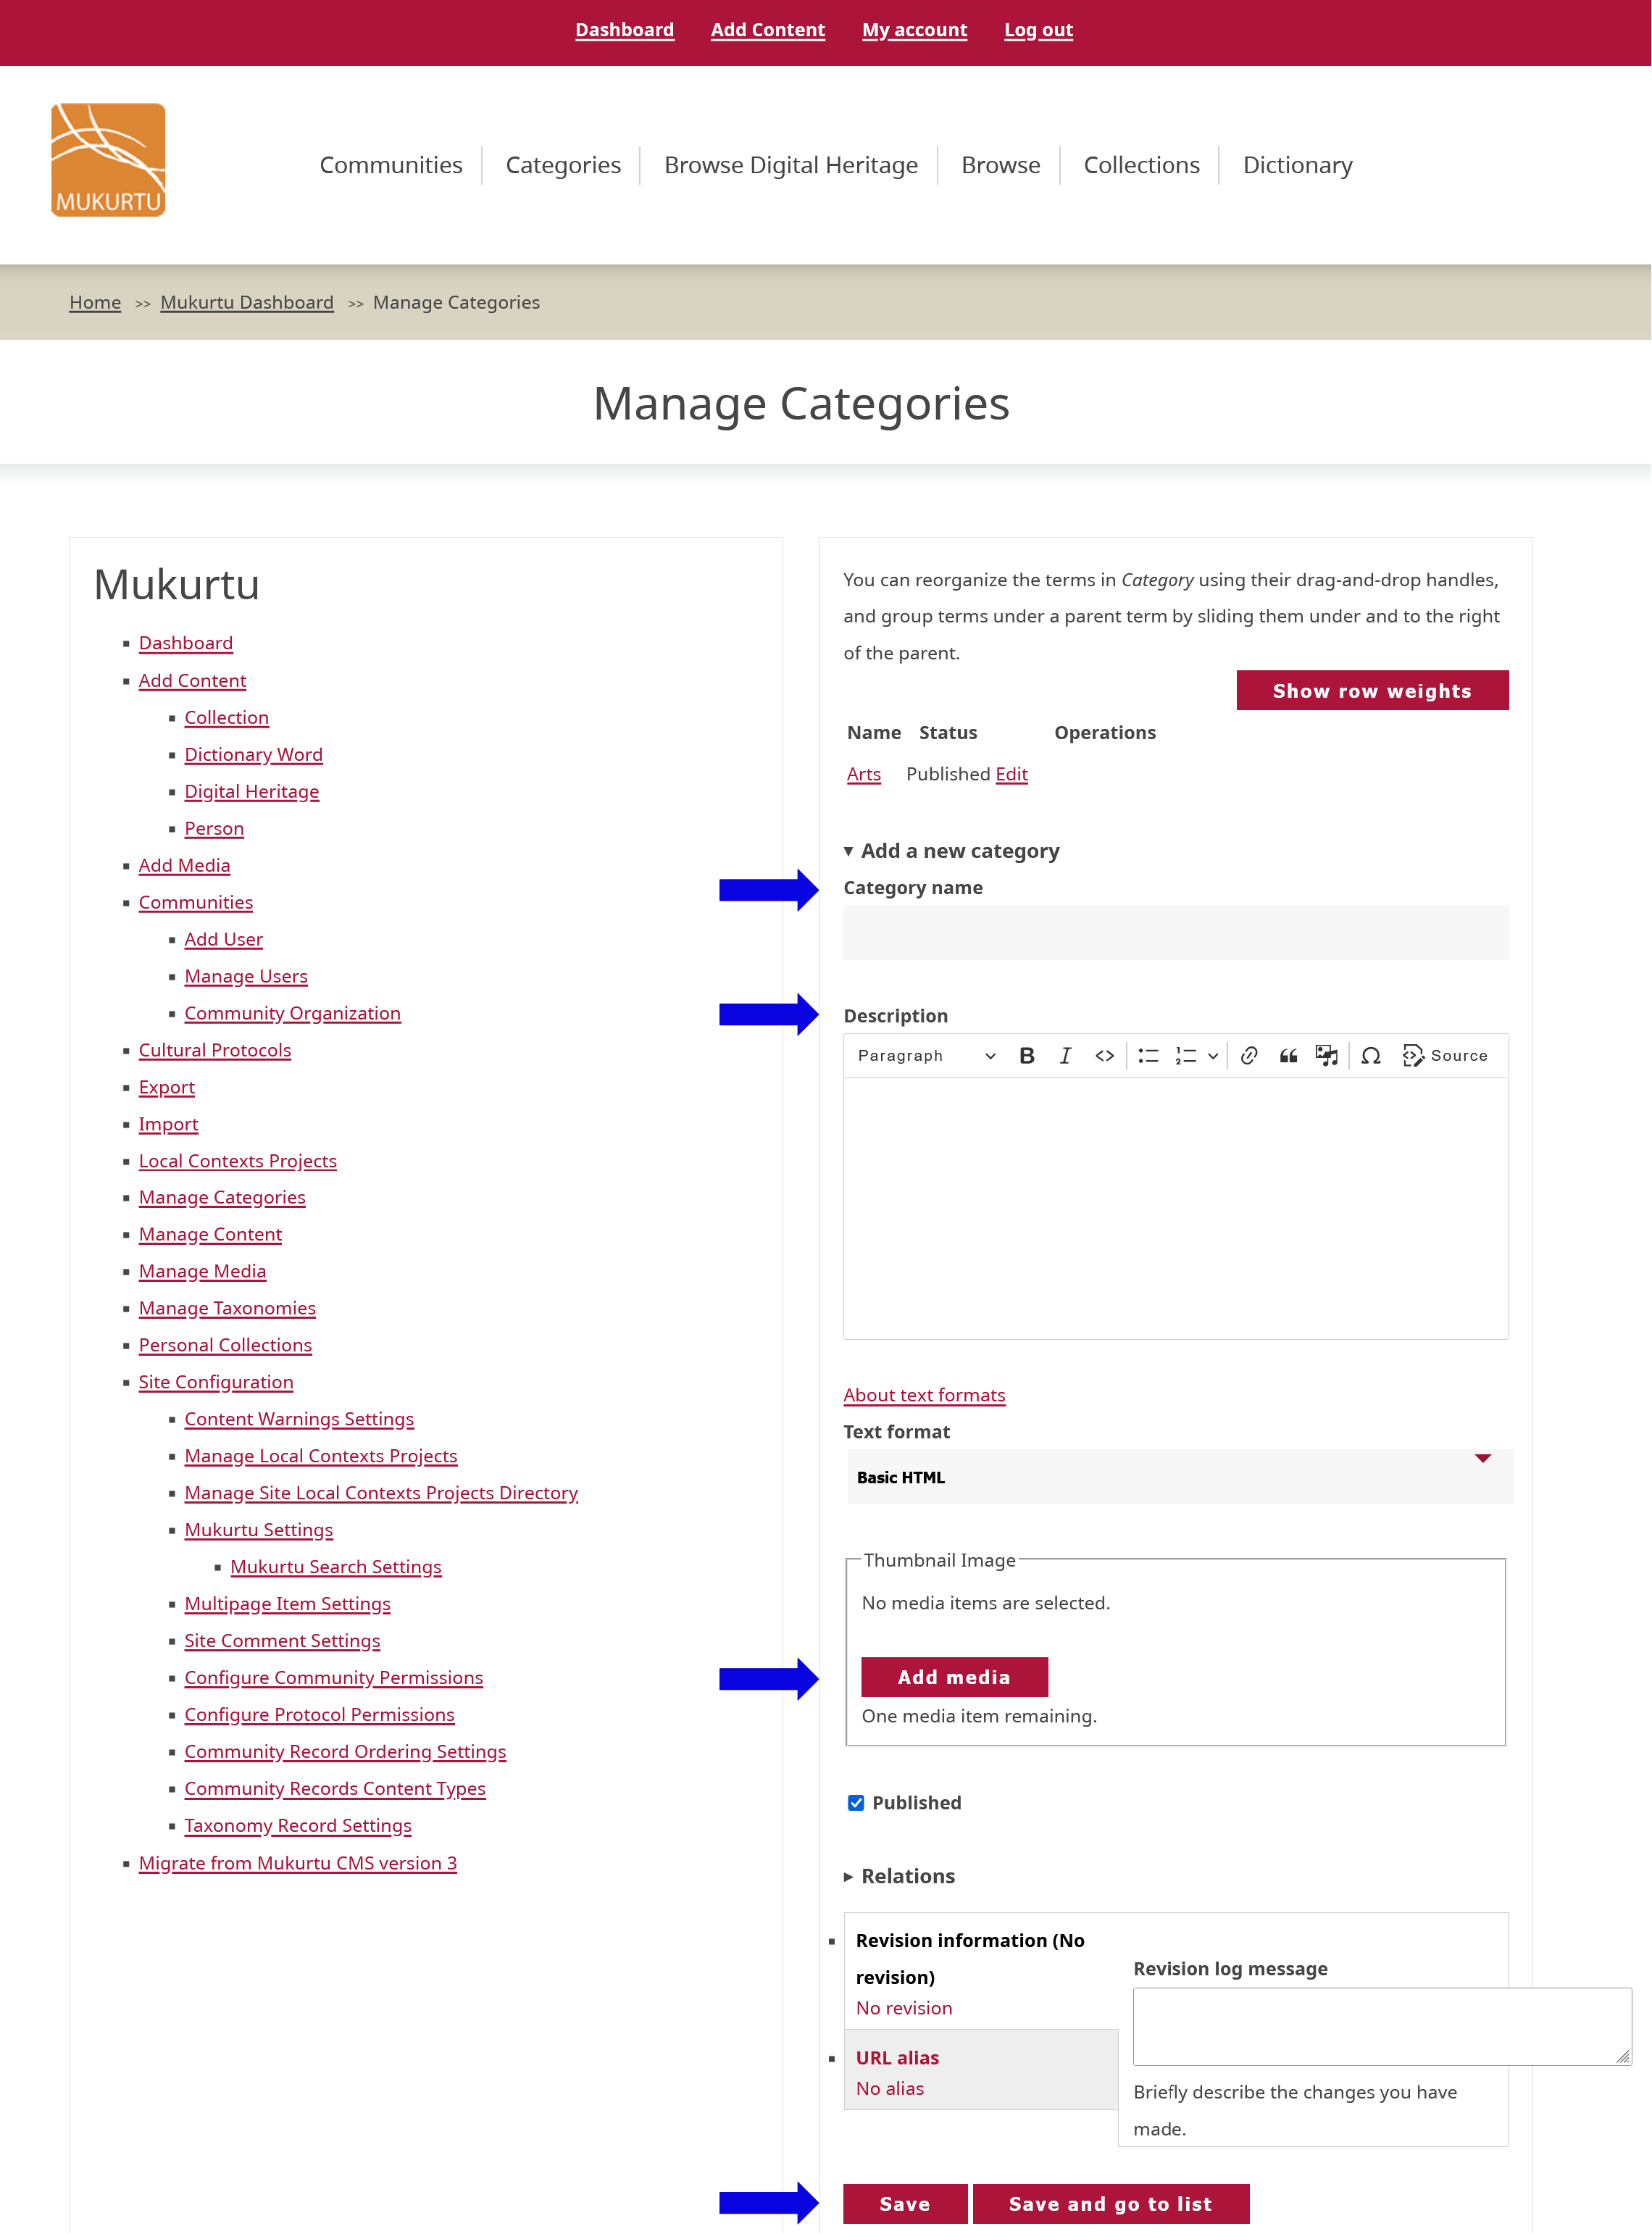 Dashboard Add Content My account Log out
MUKURTU
Communities Categories Browse Digital Heritage Browse Collections Dictionary
Home >> Mukurtu Dashboard >> Manage Categories
Manage Categories
Mukurtu
Dashboard
Add Content
Collection
Dictionary Word
Digital Heritage
Person
Add Media
Communities
Add User
Manage Users
Community Organization
Cultural Protocols
Export
Import
Local Contexts Projects
Manage Categories
Manage Content
Manage Media
Manage Taxonomies
Personal Collections
Site Configuration
Content Warnings Settings
Manage Local Contexts Projects
Manage Site Local Contexts Projects Directory
Mukurtu Settings
Mukurtu Search Settings
Multipage Item Settings
Site Comment Settings
Configure Community Permissions
Configure Protocol Permissions
Community Record Ordering Settings
Community Records Content Types
Taxonomy Record Settings
Migrate from Mukurtu CMS version 3
You can reorganize the terms in Category using their drag-and-drop handles,
and group terms under a parent term by sliding them under and to the right
of the parent.
Show row weights
Name Status Operations
Arts Published Edit
Add a new category
Category name
Description
Paragraph Source
About text formats
Text format
Basic HTML
Thumbnail Image
No media items are selected.
Add media
One media item remaining.
Published
Relations
Revision information (No
revision)
No revision
URL alias
No alias
Revision log message
Briefly describe the changes you have
made.
Save Save and go to list